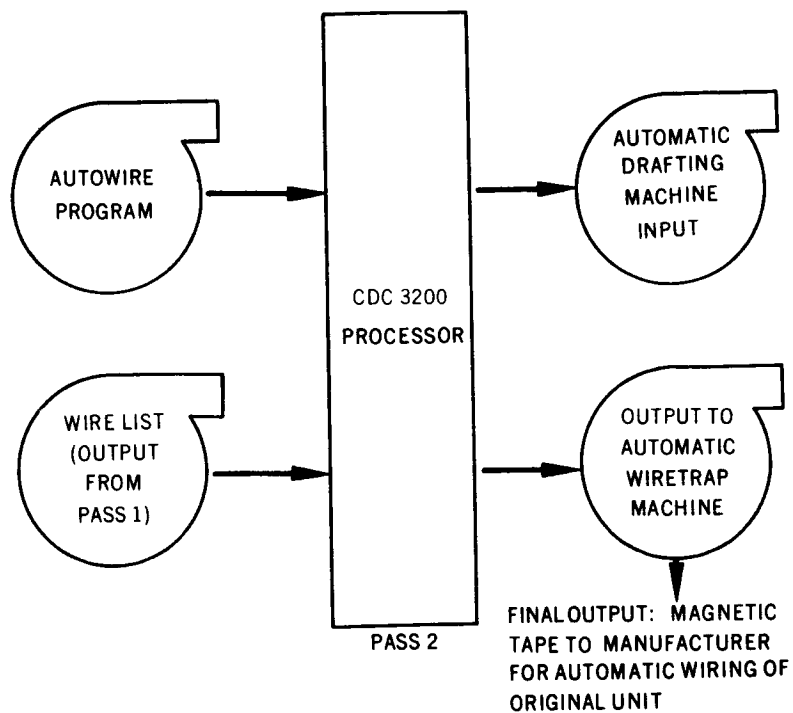 AUTOWIRE
PROGRAM
WIRE LIST
(OUTPUT
FROM
PASS 1)
CDC 3200
PROCESSOR
PASS 2
AUTOMATIC
DRAFTING
MACHINE
INPUT
OUTPUT TO
AUTOMATIC
WIRETRAP
MACHINE
FINAL OUTPUT: MAGNETIC
TAPE TO MANUFACTURER
FOR AUTOMATIC WIRING OF
ORIGINAL UNIT